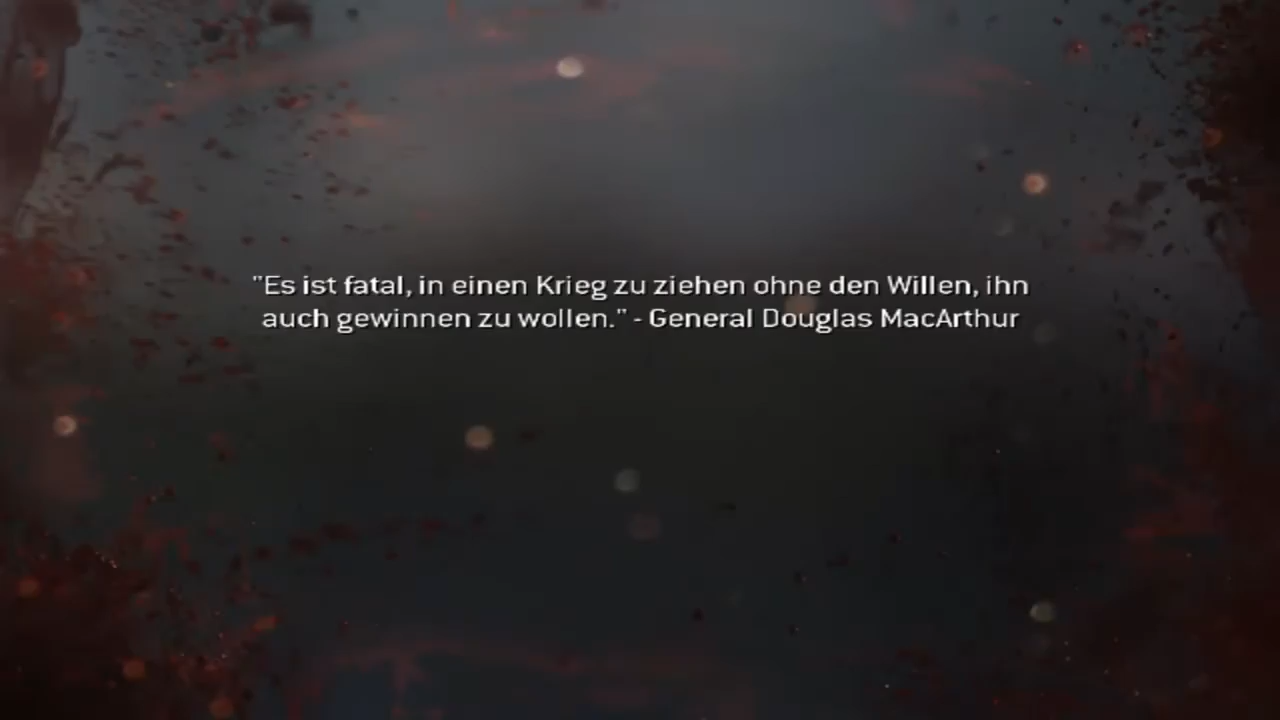 "Es ist fatal, in einen Krieg zu ziehen ohne den Willen, ihn
auch gewinnen zu wollen." - General Douglas MacArthur